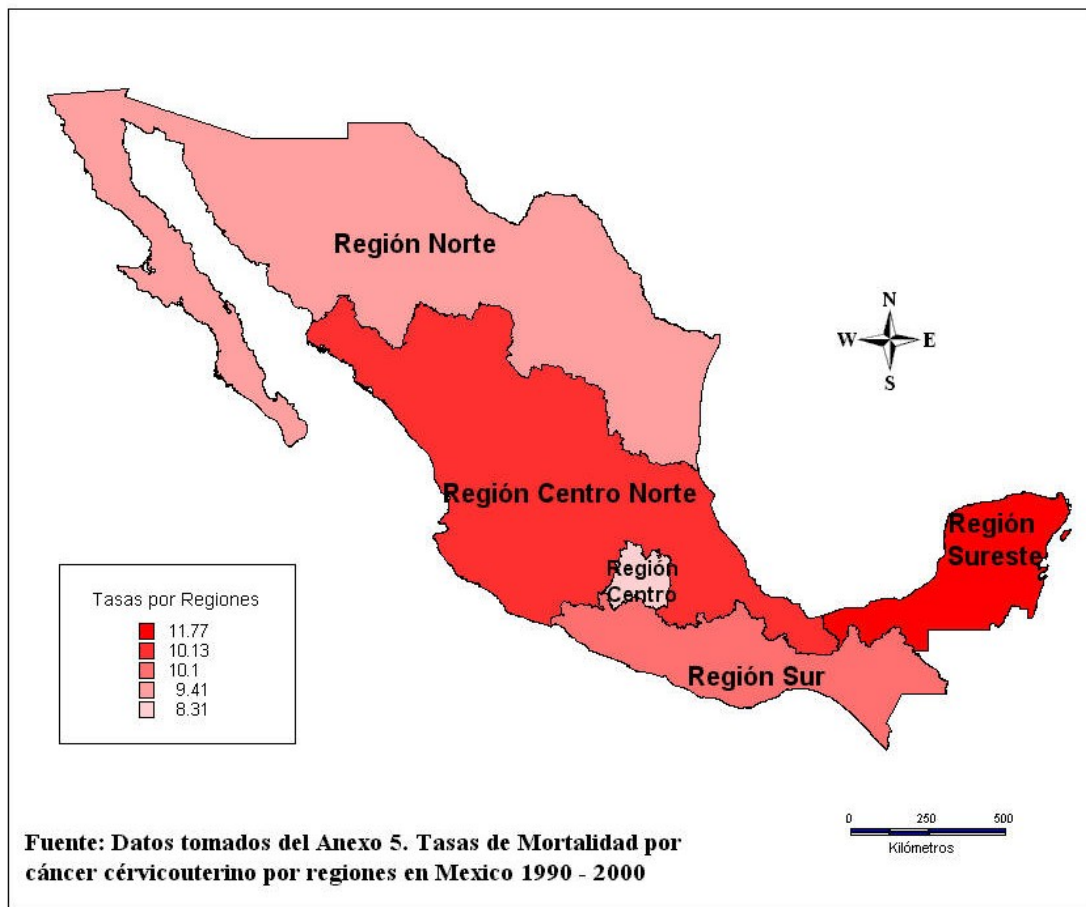 Región Norte
N
W E
S
Región Centro Norte
Región
Sureste
Región
Centro
Región Sur
Tasas por Regiones
11.77
10.13
10.1
9.41
8.31
0 250 500
Kilómetros
Fuente: Datos tomados del Anexo 5. Tasas de Mortalidad por
cáncer cérvicouterino por regiones en Mexico 1990 - 2000